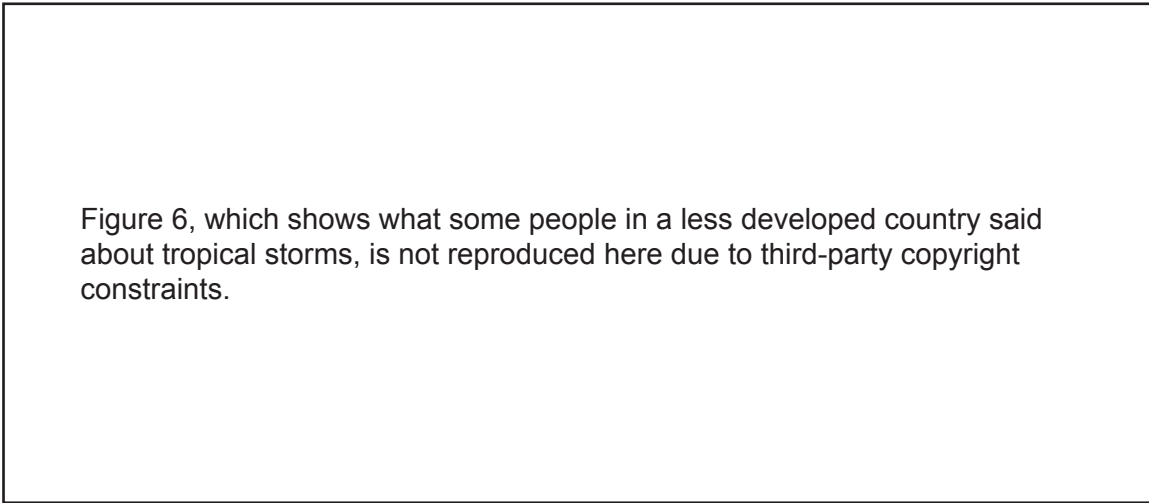 Figure 6, which shows what some people in a less developed country said
about tropical storms, is not reproduced here due to third-party copyright
constraints.